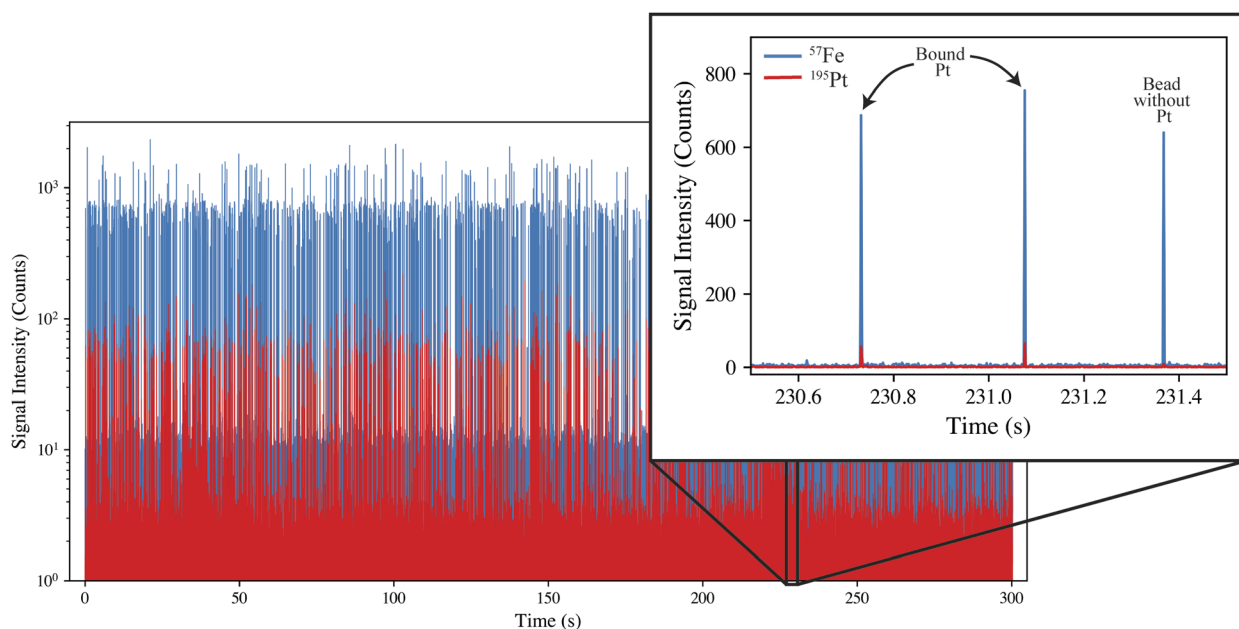 ⁵⁷Fe
¹⁹⁵Pt
Bound
Pt
Bead
without
Pt
Signal Intensity (Counts)
800
600
400
200
0
230.6 230.8 231.0 231.2 231.4
Time (s)
Signal Intensity (Counts)
10³
10²
10¹
10⁰
0 50 100 150 200 250 300
Time (s)